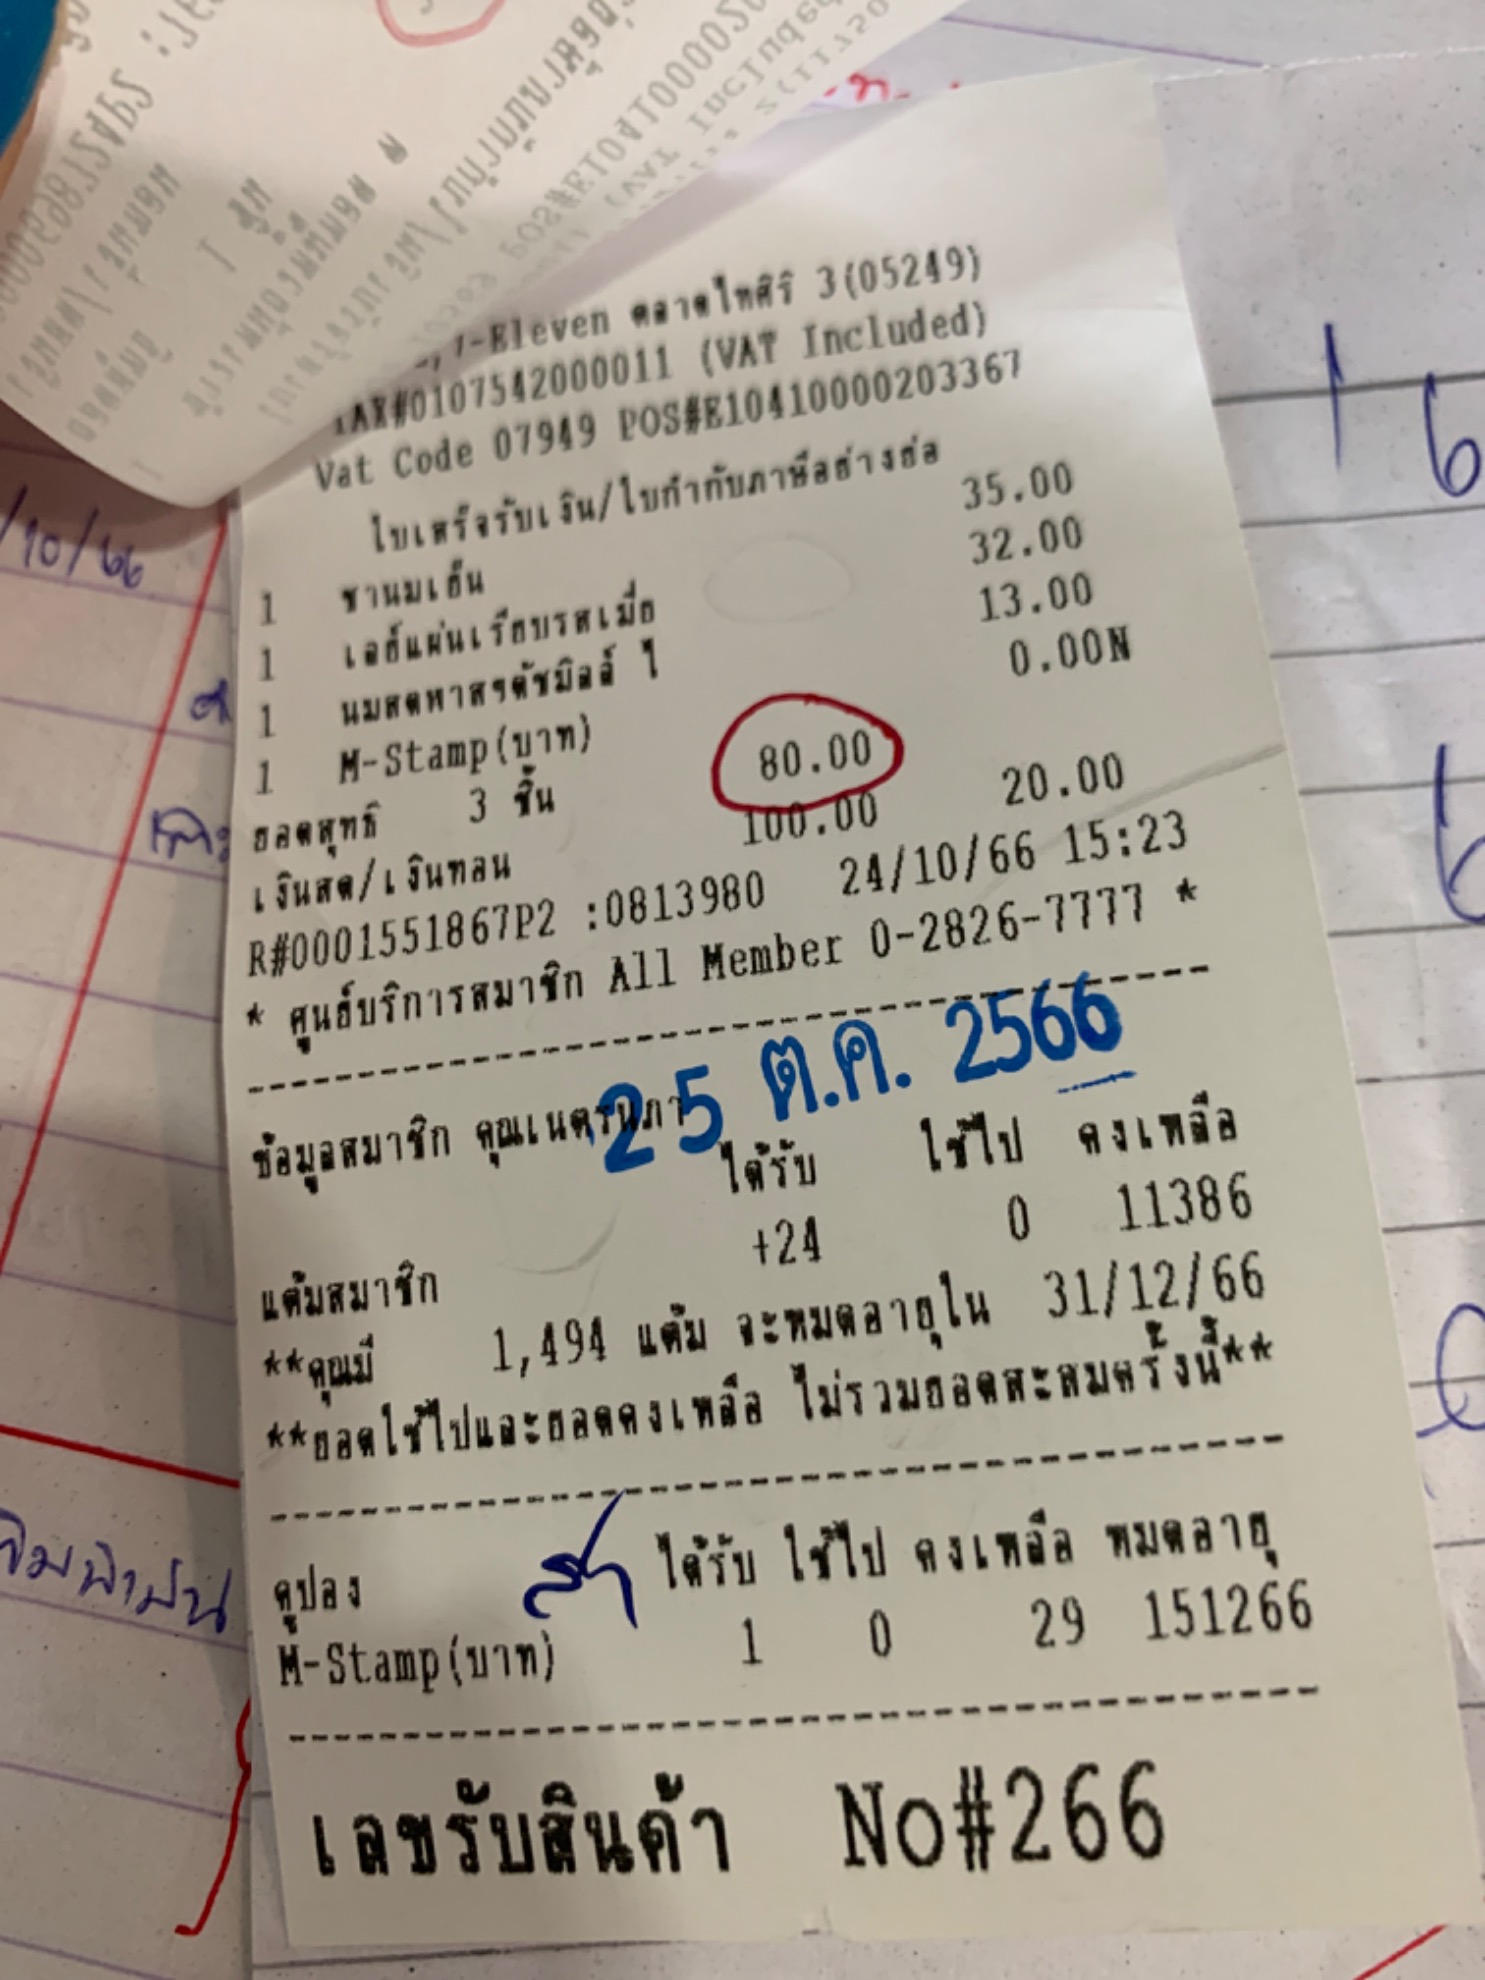 7-Eleven ตลาดไทศิริ 3(05249)
TAX#0107542000011 (VAT Included)
Vat Code 07949 POS#E10410000203367
ใบเสร็จรับเงิน/ใบกำกับภาษีอย่างย่อ
1 ชานมเย็น 35.00
1 เลย์แผ่นเรียบรสเมี่ย 32.00
1 นมสดพาสฯดัชมิลล์ ไ 13.00
1 M-Stamp(บาท) 0.00N
ยอดสุทธิ 3 ชิ้น 80.00
เงินสด/เงินทอน 100.00 20.00
R#0001551867P2 :0813980 24/10/66 15:23
* ศูนย์บริการสมาชิก All Member 0-2826-7777 *
25 ต.ค. 2566
ข้อมูลสมาชิก คุณเนตรนภา
ได้รับ ใช้ไป คงเหลือ
แต้มสมาชิก +24 0 11386
**คุณมี 1,494 แต้ม จะหมดอายุใน 31/12/66
**ยอดใช้ไปและยอดคงเหลือ ไม่รวมยอดสะสมครั้งนี้**
คูปอง ได้รับ ใช้ไป คงเหลือ หมดอายุ
M-Stamp(บาท) 1 0 29 151266
เลขรับสินค้า No#266
/10/66